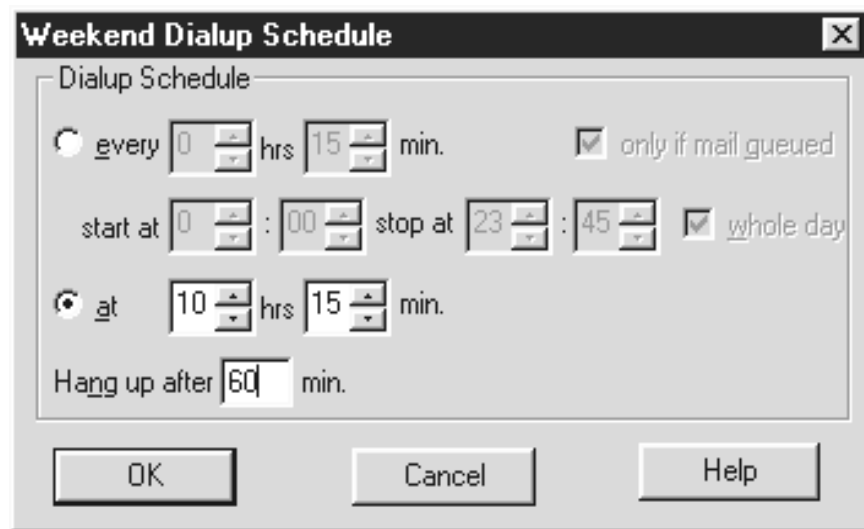 Weekend Dialup Schedule
Dialup Schedule
every 0 hrs 15 min. only if mail queued
start at 0 : 00 stop at 23 : 45 whole day
at 10 hrs 15 min.
Hang up after 60 min.
OK Cancel Help